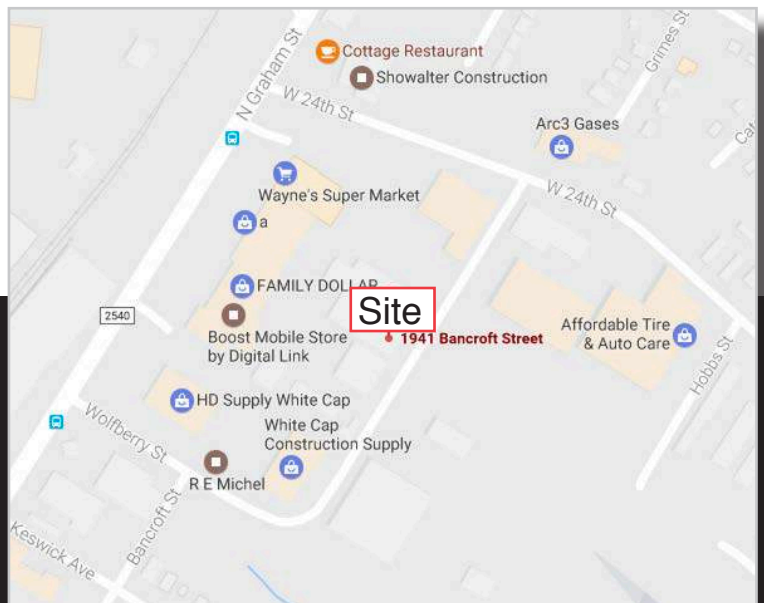 N Graham St
Cottage Restaurant
Showalter Construction
Grimes St
W 24th St
Arc3 Gases
Cat
Wayne's Super Market
W 24th St
a
FAMILY DOLLAR
Site
2540
Boost Mobile Store
by Digital Link
1941 Bancroft Street
Affordable Tire
& Auto Care
Hobbs St
HD Supply White Cap
Wolfberry St
White Cap
Construction Supply
R E Michel
Bancroft St
Keswick Ave